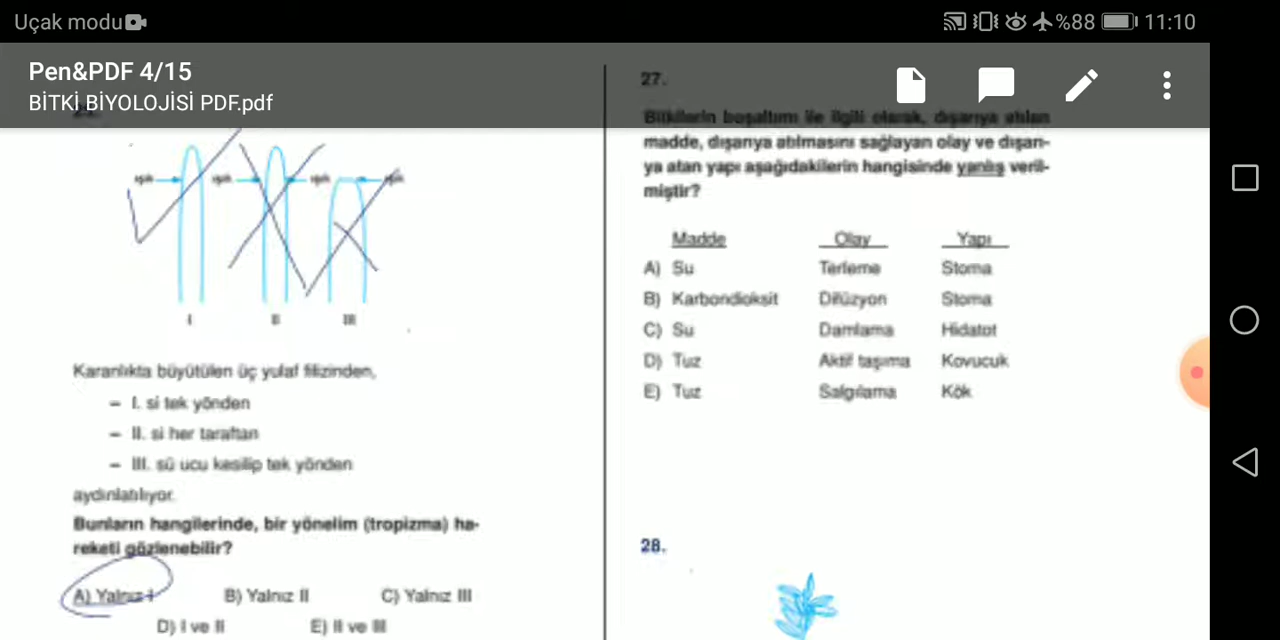 Uçak modu
%88 11:10
Pen&PDF 4/15
BİTKİ BİYOLOJİSİ PDF.pdf
ışık ışık ışık ışık
I II III
Karanlıkta büyütülen üç yulaf filizinden,
– I. si tek yönden
– II. si her taraftan
– III. sü ucu kesilip tek yönden
aydınlatılıyor.
Bunların hangilerinde, bir yönelim (tropizma) ha-
reketi gözlenebilir?
A) Yalnız I B) Yalnız II C) Yalnız III
D) I ve II E) II ve III
27.
Bitkilerin boşaltımı ile ilgili olarak, dışarıya atılan
madde, dışarıya atılmasını sağlayan olay ve dışarı-
ya atan yapı aşağıdakilerin hangisinde yanlış veril-
miştir?
Madde Olay Yapı
A) Su Terleme Stoma
B) Karbondioksit Difüzyon Stoma
C) Su Damlama Hidatot
D) Tuz Aktif taşıma Kovucuk
E) Tuz Salgılama Kök
28.